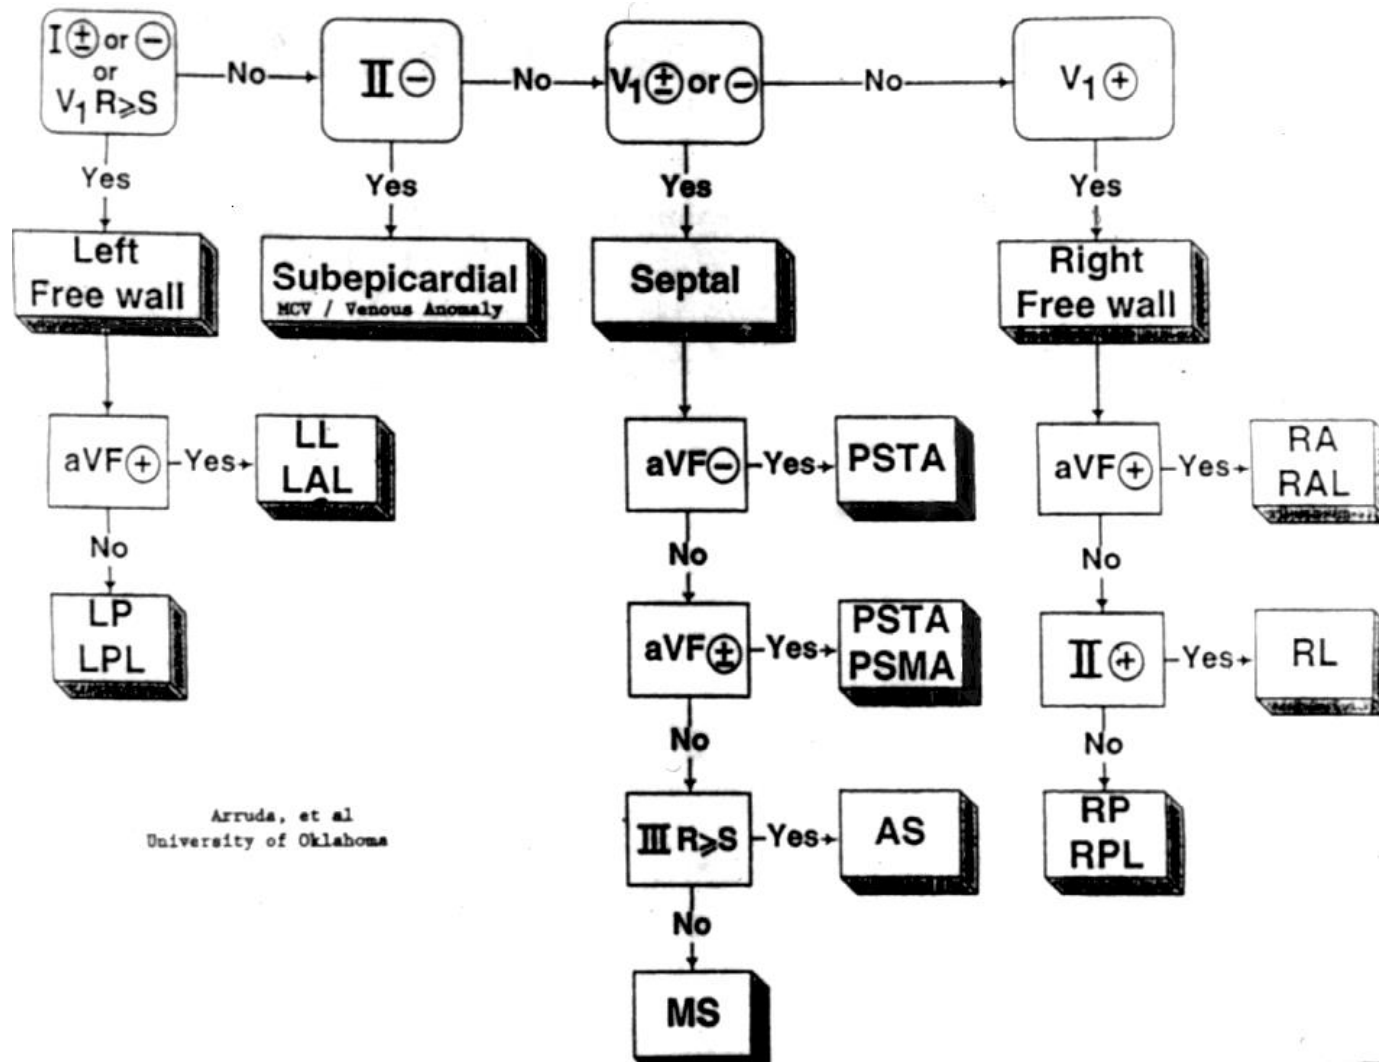 I ⊕ or ⊖
or
V₁ R⩾S
No
II ⊖
No
V₁ ± or ⊖
No
V₁ ⊕
Yes
Yes
Yes
Yes
Left
Free wall
Subepicardial
MCV / Venous Anomaly
Septal
Right
Free wall
aVF ⊕
Yes
LL
LAL
aVF ⊖
Yes
PSTA
aVF ⊕
Yes
RA
RAL
No
No
No
LP
LPL
aVF ±
Yes
PSTA
PSMA
II ⊕
Yes
RL
No
No
Arruda, et al
University of Oklahoma
III R⩾S
Yes
AS
RP
RPL
No
MS